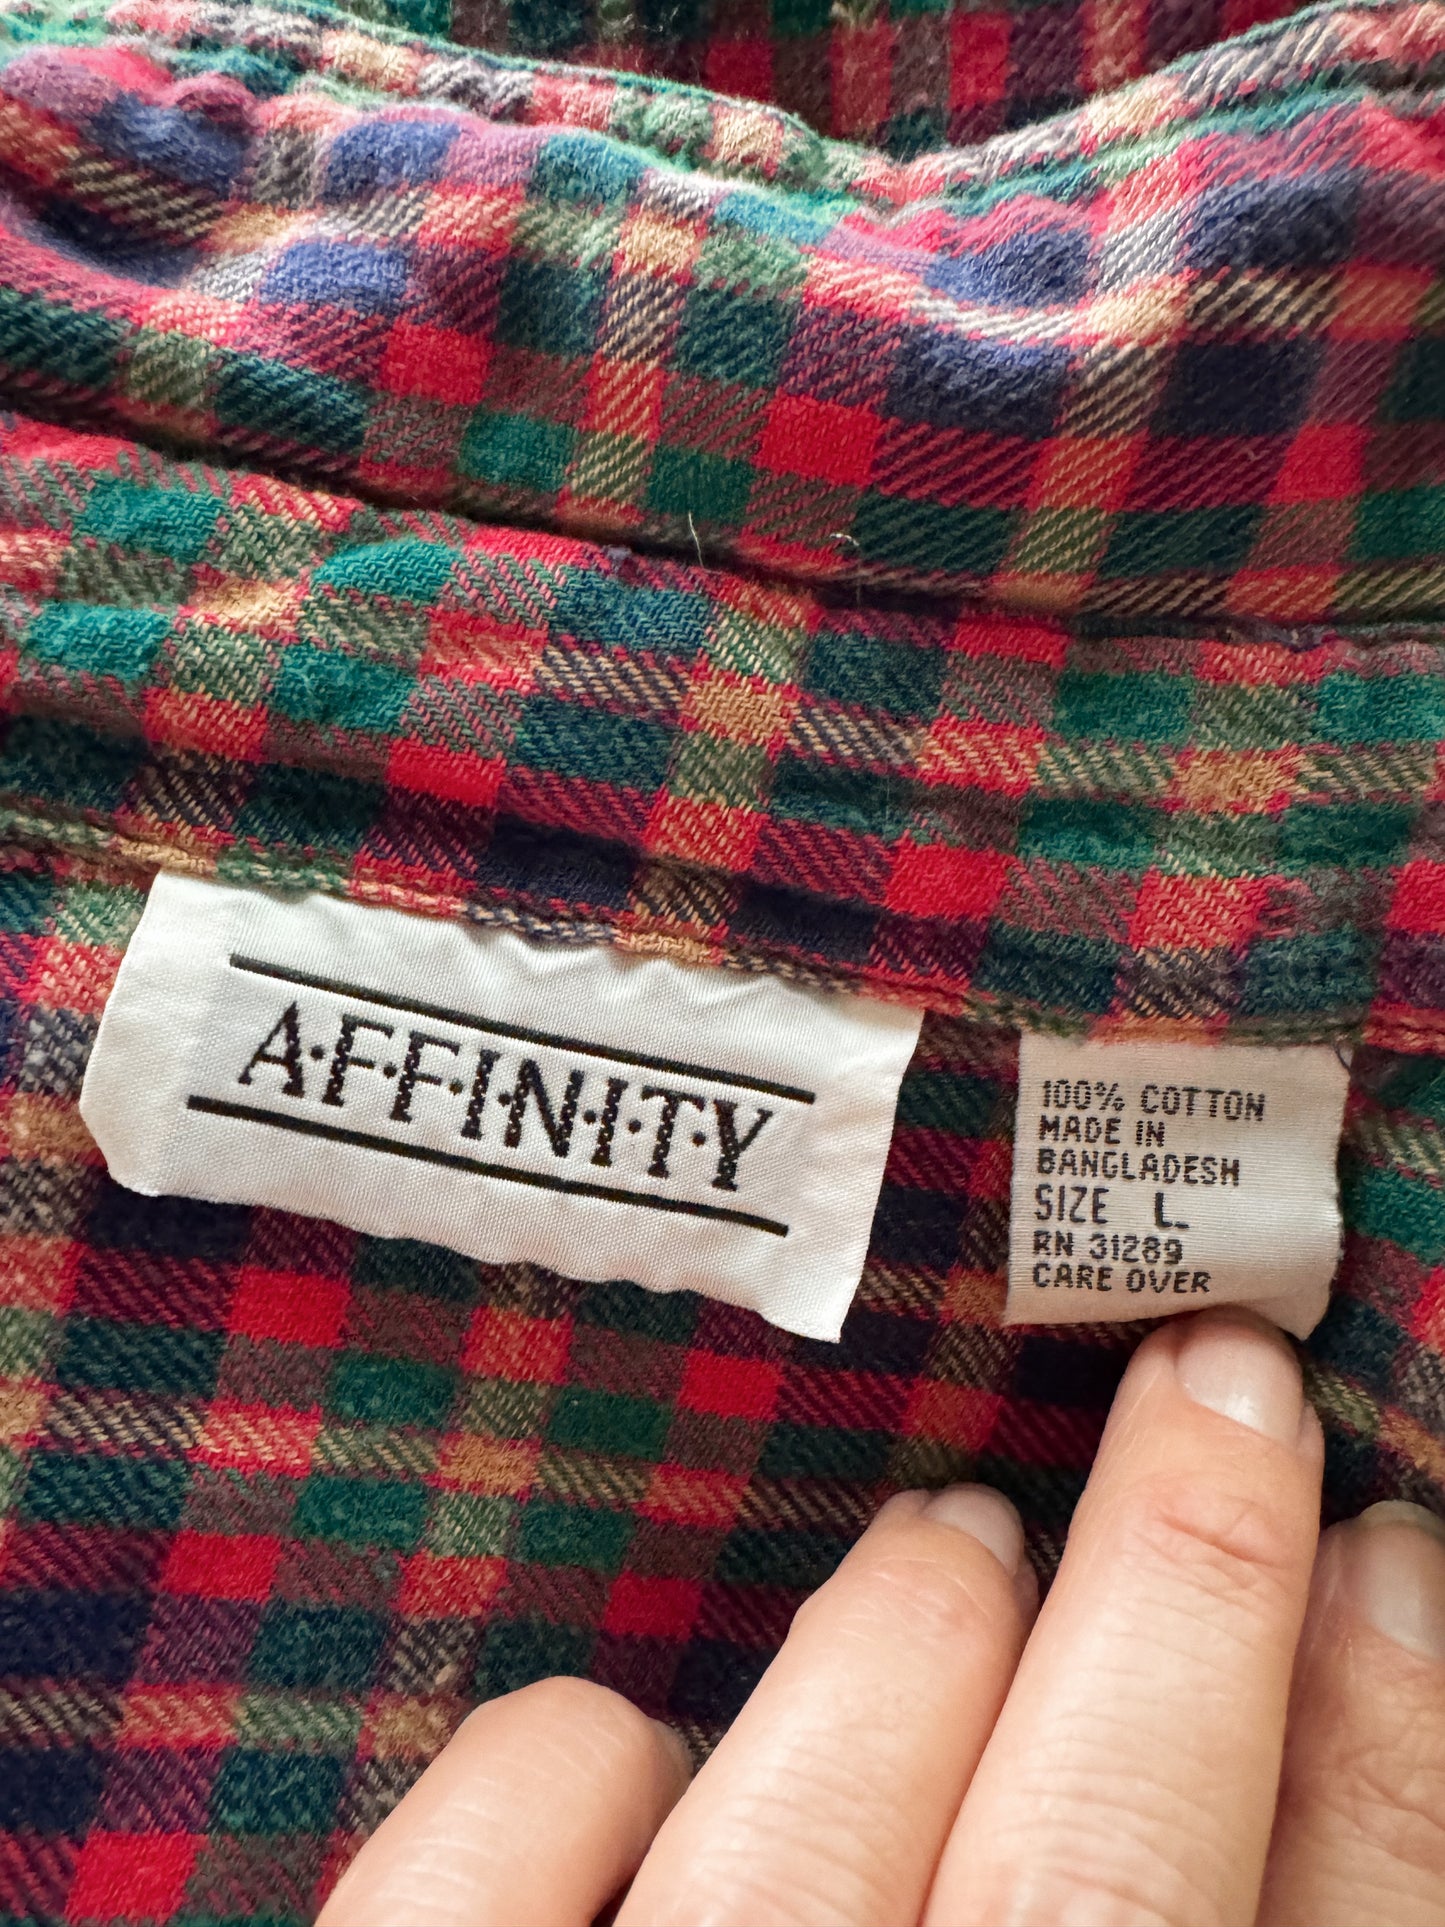 A·F·F·I·N·I·T·Y
100% COTTON
MADE IN
BANGLADESH
SIZE L
RN 31289
CARE OVER